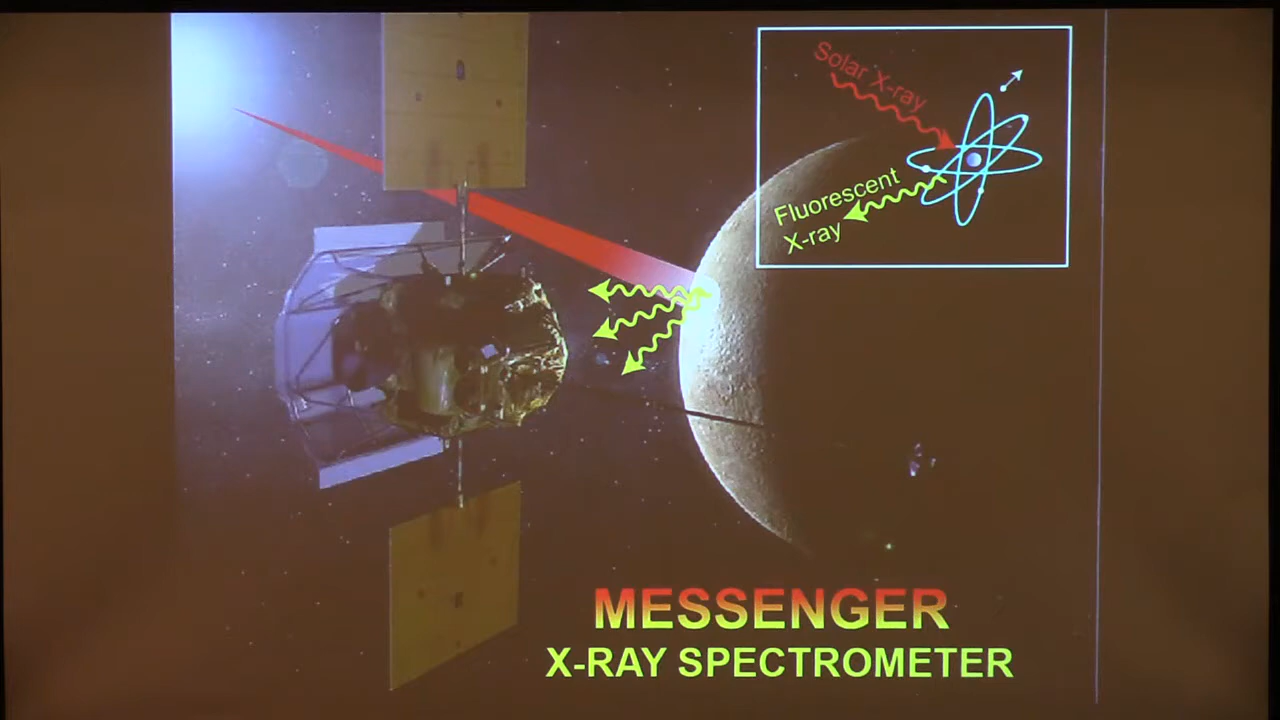 Solar X-ray
Fluorescent
X-ray
MESSENGER
X-RAY SPECTROMETER